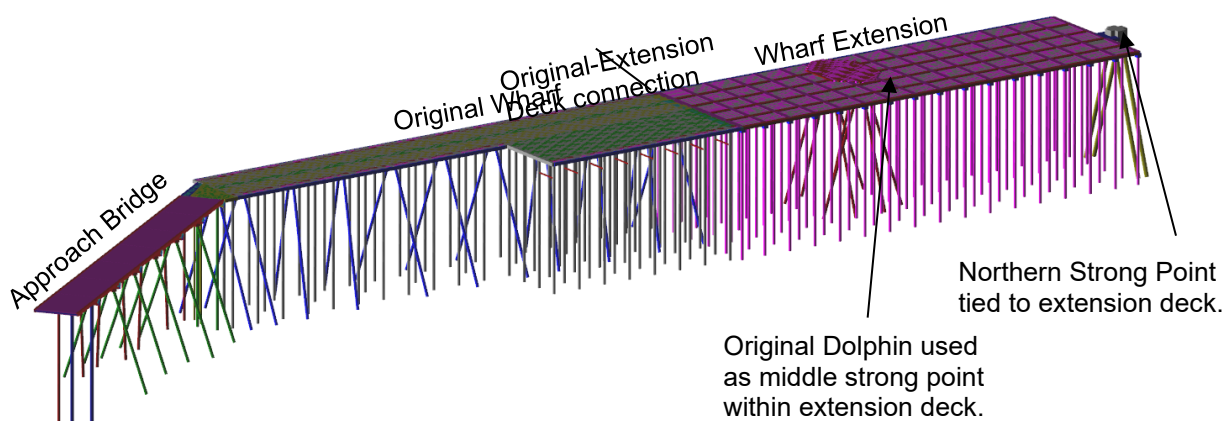 Approach Bridge
Original Wharf
Original-Extension
Deck connection
Wharf Extension
Northern Strong Point
tied to extension deck.
Original Dolphin used
as middle strong point
within extension deck.